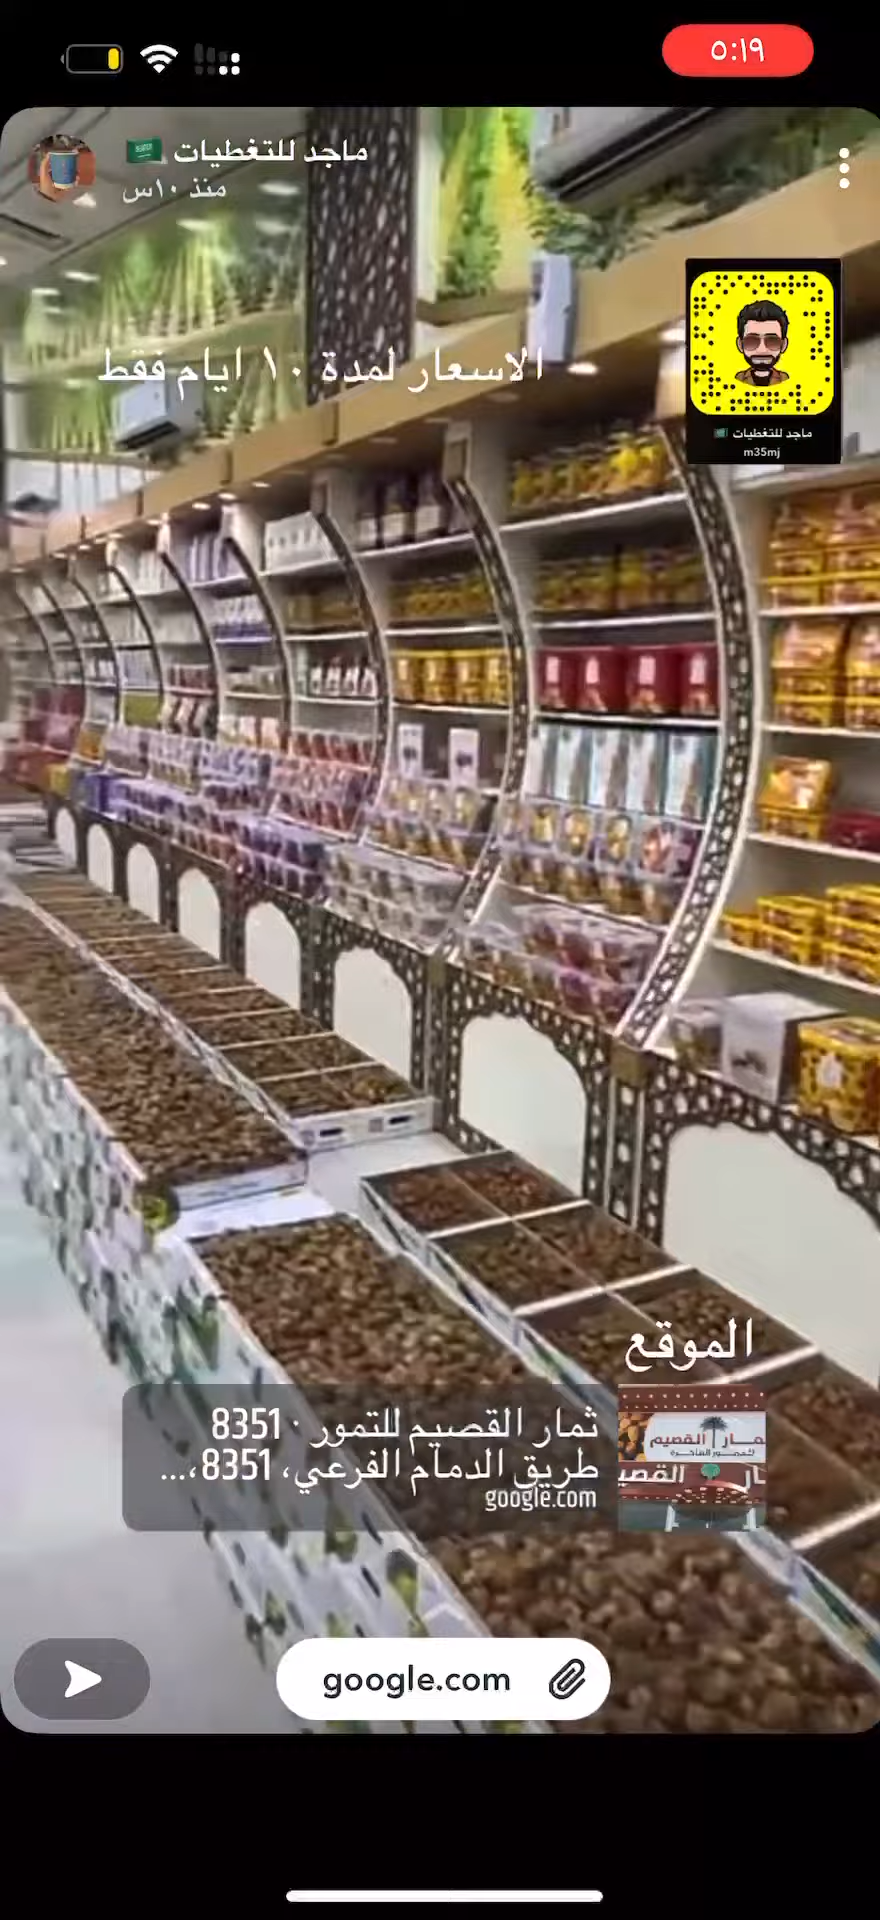 ٥:١٩
ماجد للتغطيات
منذ ١٠س
الاسعار لمدة ١٠ ايام فقط
ماجد للتغطيات
m35mj
الموقع
ثمار القصيم للتمور · 8351
طريق الدمام الفرعي، 8351،...
google.com
google.com